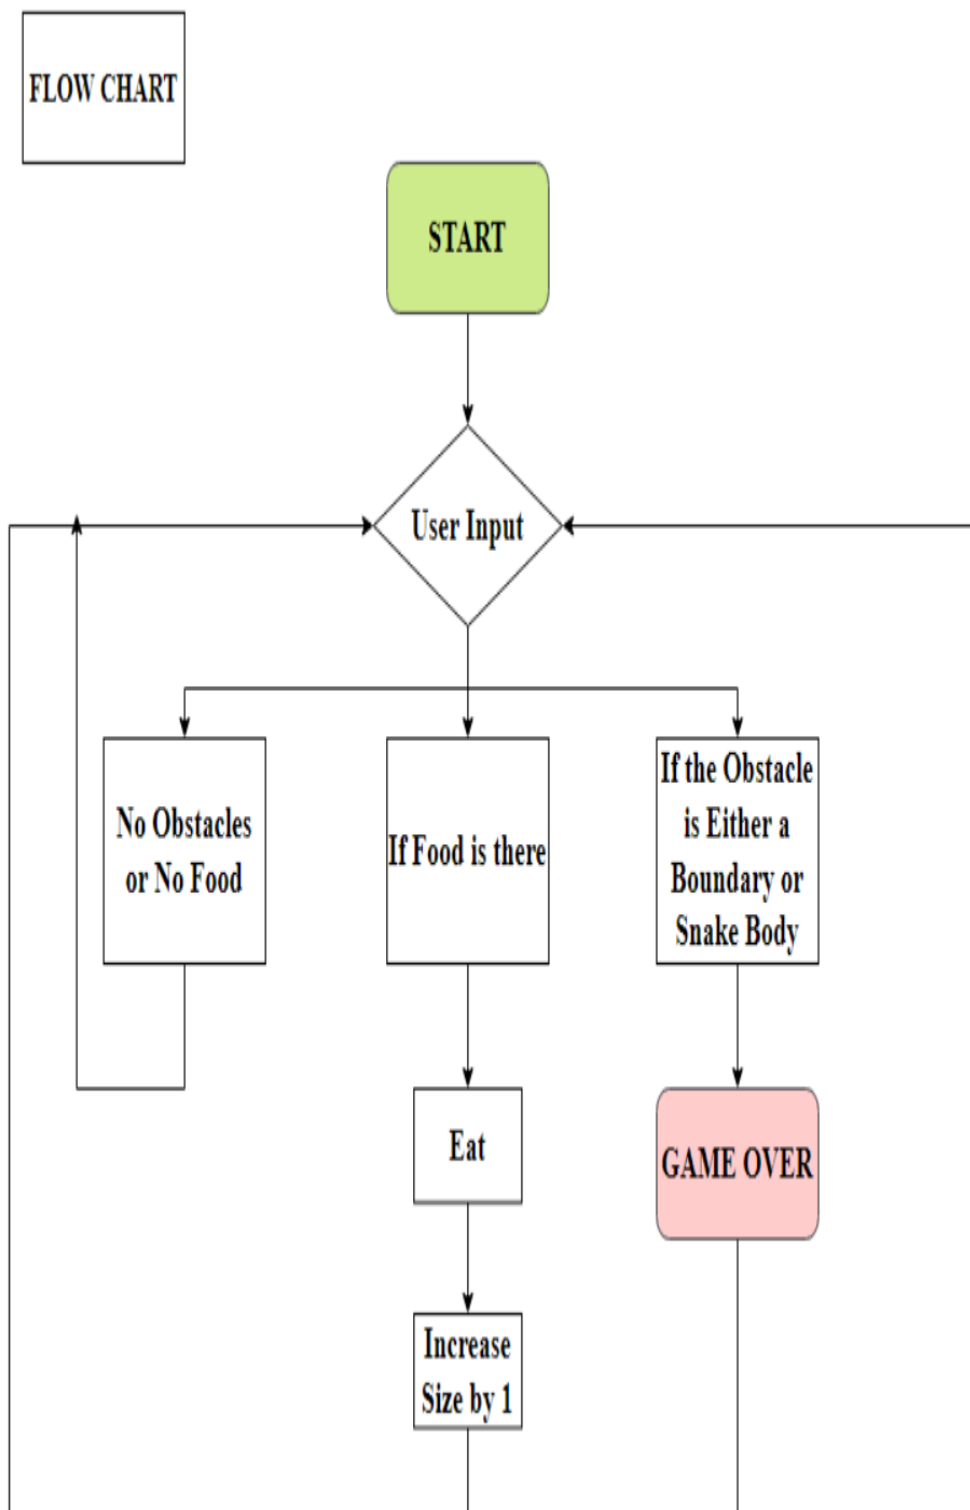 FLOW CHART
START
User Input
No Obstacles
or No Food
If Food is there
If the Obstacle
is Either a
Boundary or
Snake Body
Eat
GAME OVER
Increase
Size by 1